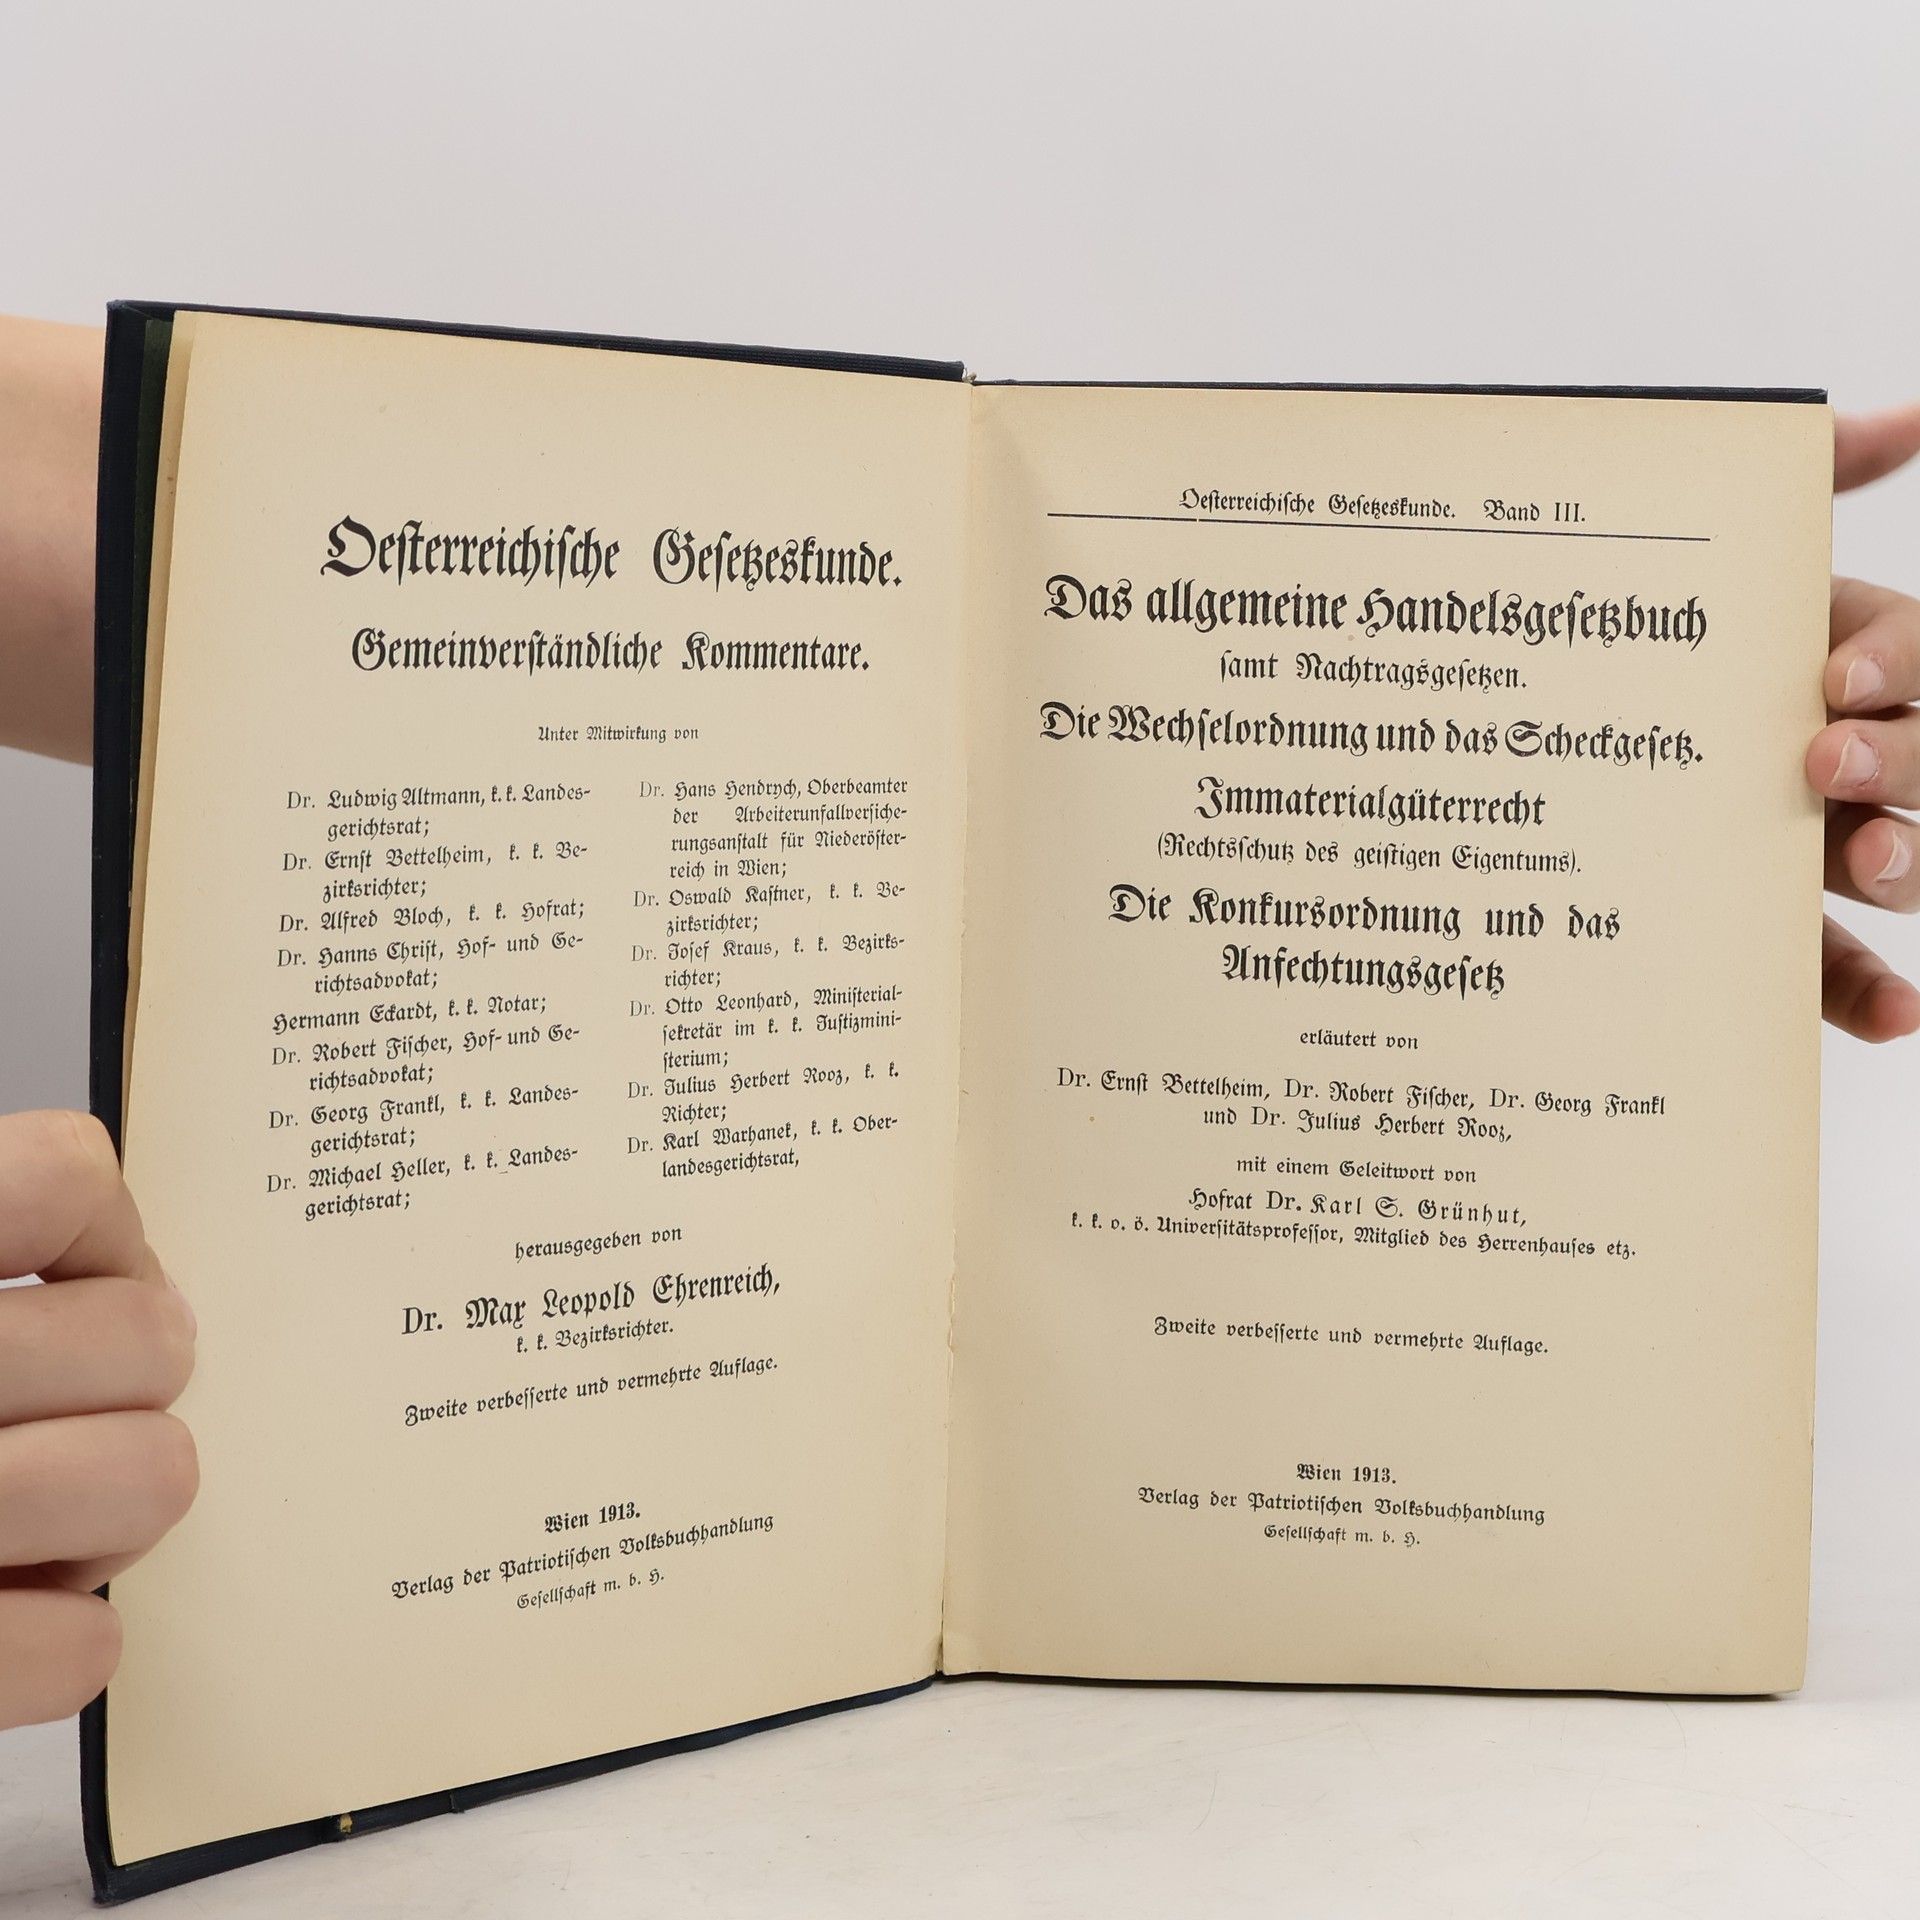 Oesterreichische Gesetzeskunde.
Gemeinverständliche Kommentare.
Unter Mitwirkung von
Dr. Ludwig Altmann, k. k. Landes-
gerichtsrat;
Dr. Ernst Bettelheim, k. k. Be-
zirksrichter;
Dr. Alfred Bloch, k. k. Hofrat;
Dr. Hanns Christ, Hof- und Ge-
richtsadvokat;
Hermann Eckardt, k. k. Notar;
Dr. Robert Fischer, Hof- und Ge-
richtsadvokat;
Dr. Georg Frankl, k. k. Landes-
gerichtsrat;
Dr. Michael Heller, k. k. Landes-
gerichtsrat;
Dr. Hans Hendrych, Oberbeamter
der Arbeiterunfallversiche-
rungsanstalt für Niederöster-
reich in Wien;
Dr. Oswald Kastner, k. k. Be-
zirksrichter;
Dr. Josef Kraus, k. k. Bezirks-
richter;
Dr. Otto Leonhard, Ministerial-
sekretär im k. k. Justizmini-
sterium;
Dr. Julius Herbert Rooz, k. k.
Richter;
Dr. Karl Warhanek, k. k. Ober-
landesgerichtsrat,
herausgegeben von
Dr. Max Leopold Ehrenreich,
k. k. Bezirksrichter.
Zweite verbesserte und vermehrte Auflage.
Wien 1913.
Verlag der Patriotischen Volksbuchhandlung
Gesellschaft m. b. H.
Oesterreichische Gesetzeskunde. Band III.
Das allgemeine Handelsgesetzbuch
samt Nachtragsgesetzen.
Die Wechselordnung und das Scheckgesetz.
Immaterialgüterrecht
(Rechtsschutz des geistigen Eigentums).
Die Konkursordnung und das
Anfechtungsgesetz
erläutert von
Dr. Ernst Bettelheim, Dr. Robert Fischer, Dr. Georg Frankl
und Dr. Julius Herbert Rooz,
mit einem Geleitwort von
Hofrat Dr. Karl S. Grünhut,
k. k. o. ö. Universitätsprofessor, Mitglied des Herrenhauses etz.
Zweite verbesserte und vermehrte Auflage.
Wien 1913.
Verlag der Patriotischen Volksbuchhandlung
Gesellschaft m. b. H.